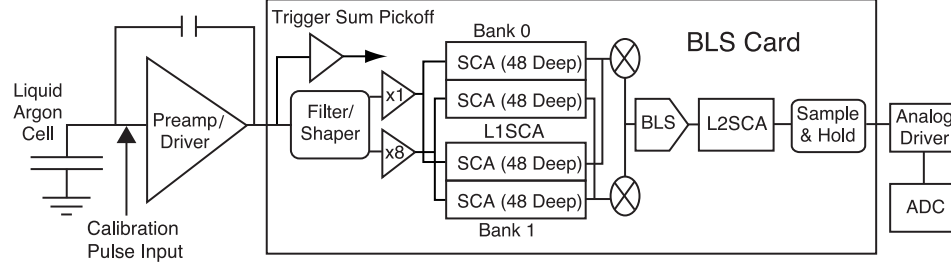 Trigger Sum Pickoff
Bank 0
BLS Card
Liquid
Argon
Cell
Preamp/
Driver
Filter/
Shaper
x1
x8
SCA (48 Deep)
SCA (48 Deep)
L1SCA
SCA (48 Deep)
SCA (48 Deep)
Bank 1
BLS
L2SCA
Sample
& Hold
Analog
Driver
ADC
Calibration
Pulse Input